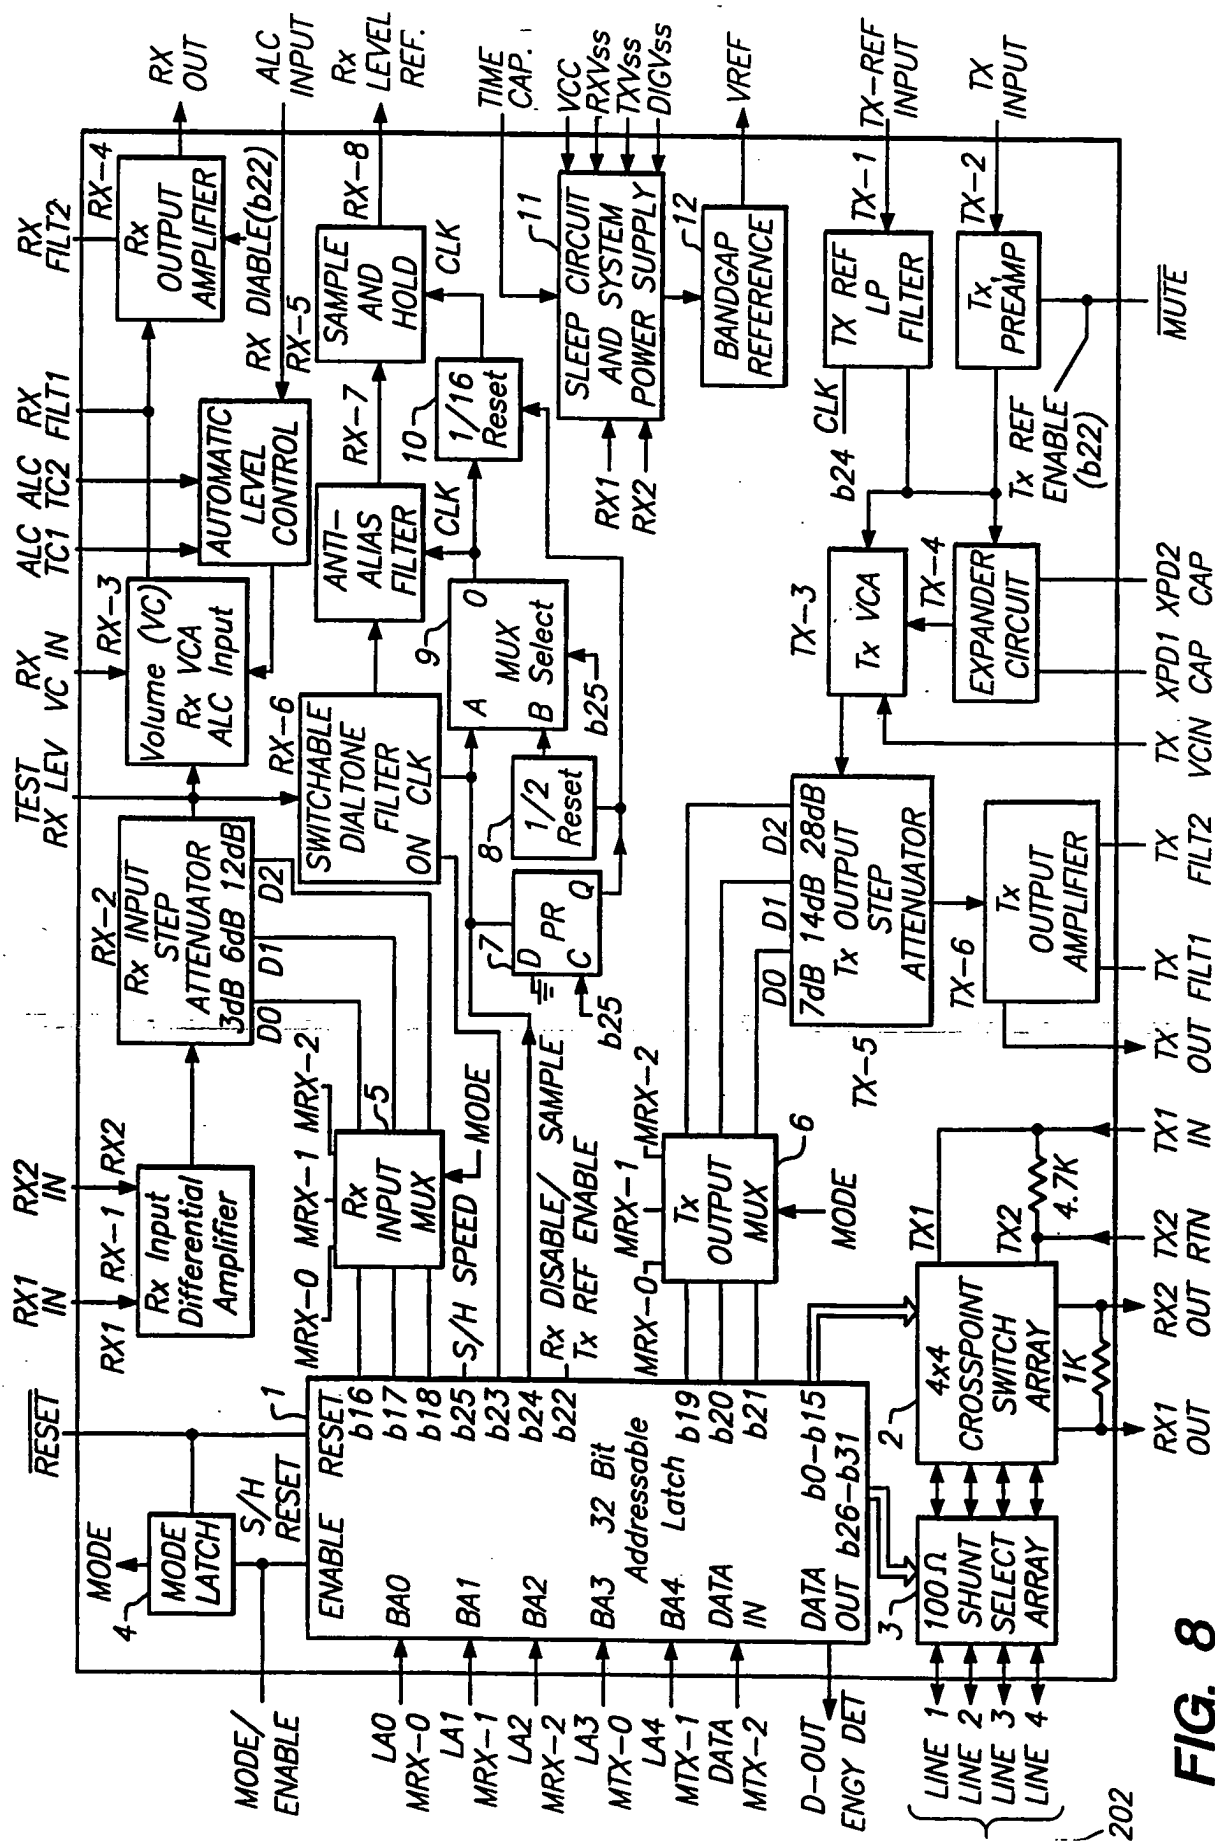 RESET
RX1
IN
RX2
IN
TEST
RX LEV
RX
VC IN
ALC
TC1
ALC
TC2
RX
FILT1
RX
FILT2
MODE
4
MODE
LATCH
MODE/
ENABLE
S/H
RESET
1
RX1
RX-1
RX2
Rx Input
Differential
Amplifier
RX-2
Rx INPUT
STEP
ATTENUATOR
3dB 6dB 12dB
D0
D1
D2
RX-3
Volume (VC)
Rx VCA
ALC Input
AUTOMATIC
LEVEL
CONTROL
RX-4
Rx
OUTPUT
AMPLIFIER
RX DIABLE(b22)
RX-5
RX
OUT
ALC
INPUT
Rx
LEVEL
REF.
ENABLE
RESET
b16
b17
b18
b25
b23
b24
b22
b19
b20
b21
b0-b15
b26-b31
32 Bit
Addressable
Latch
BA0
BA1
BA2
BA3
BA4
DATA
IN
DATA
OUT
LA0
MRX-0
LA1
MRX-1
LA2
MRX-2
LA3
MTX-0
LA4
MTX-1
DATA
MTX-2
D-OUT
ENGY DET
MRX-0
MRX-1
MRX-2
5
Rx
INPUT
MUX
MODE
S/H SPEED
Rx DISABLE/ SAMPLE
Tx REF ENABLE
RX-6
SWITCHABLE
DIALTONE
FILTER
ON CLK
RX-7
ANTI-
ALIAS
FILTER
CLK
RX-8
SAMPLE
AND
HOLD
CLK
7
D
PR
C
Q
b25
8
1/2
Reset
9
A
O
MUX
B Select
b25
10
1/16
Reset
TIME
CAP.
VCC
RXVss
TXVss
DIGVss
11
SLEEP CIRCUIT
AND SYSTEM
POWER SUPPLY
RX1
RX2
12
BANDGAP
REFERENCE
VREF
MRX-0
MRX-1
MRX-2
Tx
OUTPUT
MUX
6
MODE
D0
D1
D2
7dB 14dB 28dB
Tx OUTPUT
STEP
ATTENUATOR
TX-5
TX-3
Tx VCA
TX-4
EXPANDER
CIRCUIT
b24
CLK
TX REF
LP
FILTER
TX-1
TX-REF
INPUT
Tx
PREAMP
TX-2
TX
INPUT
Tx REF
ENABLE
(b22)
MUTE
TX-6
Tx
OUTPUT
AMPLIFIER
3
100 Ω
SHUNT
SELECT
ARRAY
2
4x4
CROSSPOINT
SWITCH
ARRAY
TX1
TX2
4.7K
1K
LINE 1
LINE 2
LINE 3
LINE 4
202
RX1
OUT
RX2
OUT
TX2
RTN
TX1
IN
TX
OUT
TX
FILT1
TX
FILT2
TX
VCIN
XPD1
CAP
XPD2
CAP
FIG. 8